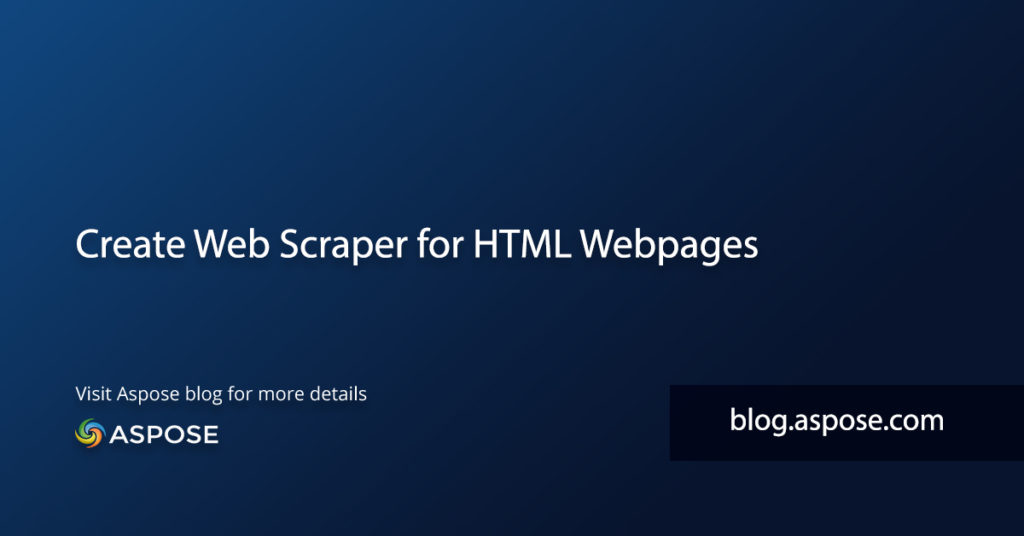 Create Web Scraper for HTML Webpages
Visit Aspose blog for more details
ASPOSE
blog.aspose.com